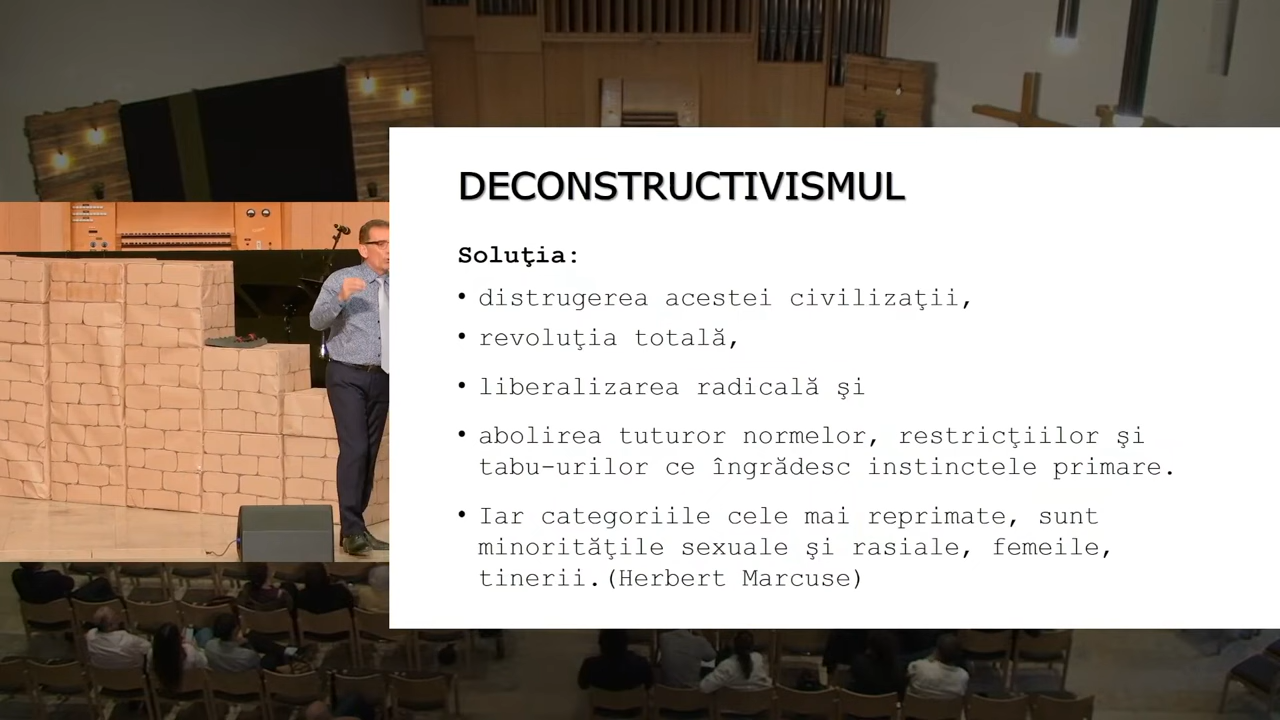 DECONSTRUCTIVISMUL
Soluţia:
• distrugerea acestei civilizaţii,
• revoluţia totală,
• liberalizarea radicală şi
• abolirea tuturor normelor, restricţiilor şi
tabu-urilor ce îngrădesc instinctele primare.
• Iar categoriile cele mai reprimate, sunt
minorităţile sexuale şi rasiale, femeile,
tinerii.(Herbert Marcuse)